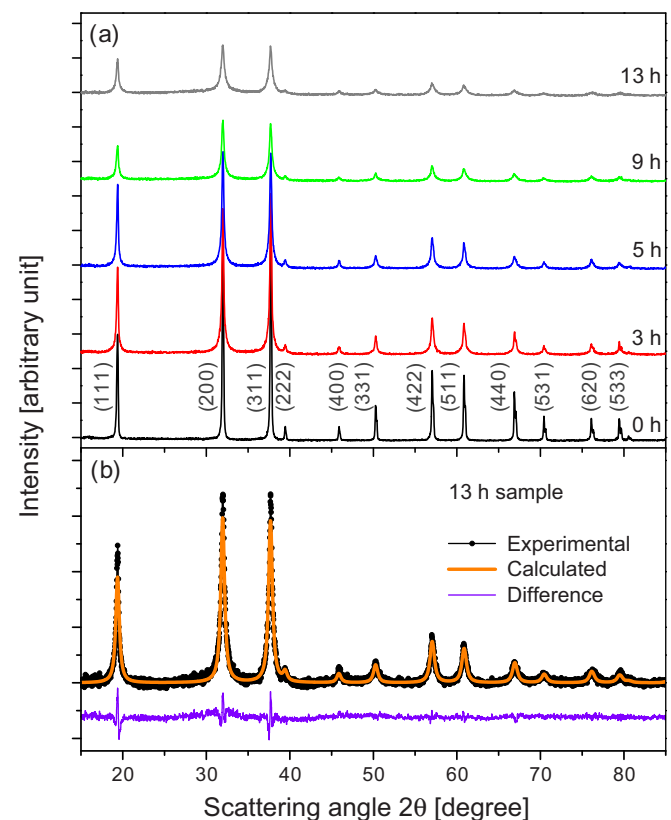 (a)
13 h
9 h
5 h
3 h
0 h
(111)
(200)
(311)
(222)
(400)
(331)
(422)
(511)
(440)
(531)
(620)
(533)
Intensity [arbitrary unit]
(b)
13 h sample
Experimental
Calculated
Difference
20 30 40 50 60 70 80
Scattering angle 2θ [degree]